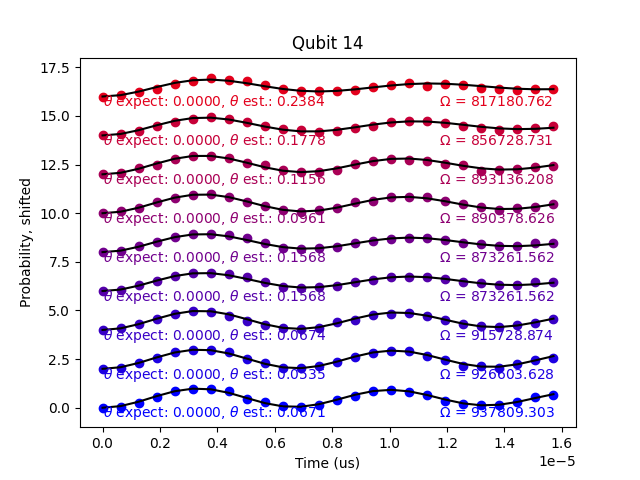 Qubit 14
Probability, shifted
17.5
θ expect: 0.0000, θ est.: 0.2384 Ω = 817180.762
15.0
θ expect: 0.0000, θ est.: 0.1778 Ω = 856728.731
12.5
θ expect: 0.0000, θ est.: 0.1156 Ω = 893136.208
10.0
θ expect: 0.0000, θ est.: 0.0961 Ω = 890378.626
7.5
θ expect: 0.0000, θ est.: 0.1568 Ω = 873261.562
θ expect: 0.0000, θ est.: 0.1568 Ω = 873261.562
5.0
θ expect: 0.0000, θ est.: 0.0674 Ω = 915728.874
2.5
θ expect: 0.0000, θ est.: 0.0535 Ω = 926603.628
0.0
θ expect: 0.0000, θ est.: 0.0671 Ω = 937809.303
0.0 0.2 0.4 0.6 0.8 1.0 1.2 1.4 1.6
1e−5
Time (us)